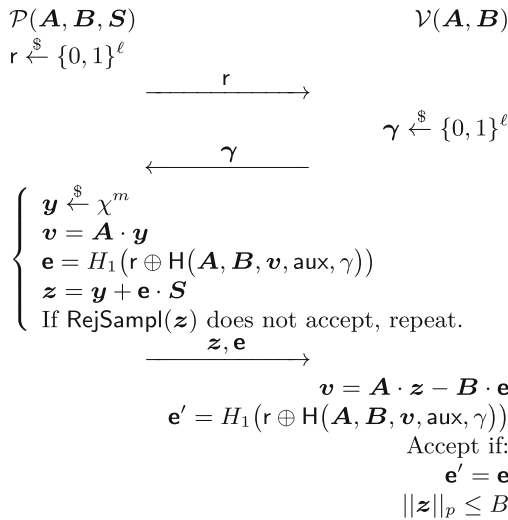 𝒫(𝑨, 𝑩, 𝑺) 𝒱(𝑨, 𝑩)
r ←$ {0, 1}^ℓ
r
𝜸 ←$ {0, 1}^ℓ
𝜸
𝒚 ←$ χ^m
𝒗 = 𝑨 · 𝒚
𝐞 = H₁(r ⊕ H(𝑨, 𝑩, 𝒗, aux, γ))
𝒛 = 𝒚 + 𝐞 · 𝑺
If RejSampl(𝒛) does not accept, repeat.
𝒛, 𝐞
𝒗 = 𝑨 · 𝒛 − 𝑩 · 𝐞
𝐞′ = H₁(r ⊕ H(𝑨, 𝑩, 𝒗, aux, γ))
Accept if:
𝐞′ = 𝐞
||𝒛||_p ≤ B